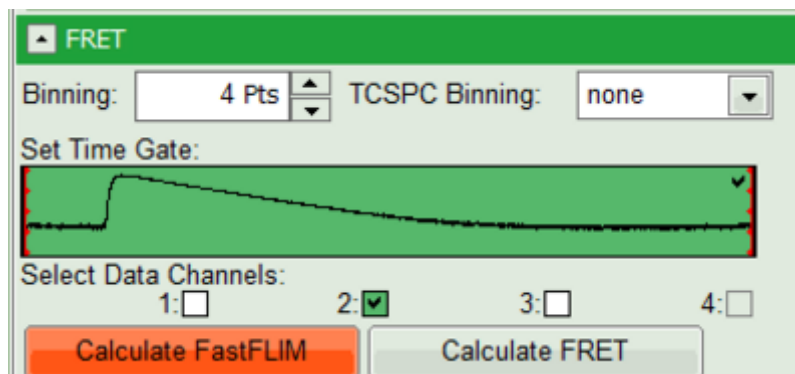 FRET
Binning: 4 Pts TCSPC Binning: none
Set Time Gate:
Select Data Channels:
1: 2: 3: 4:
Calculate FastFLIM Calculate FRET